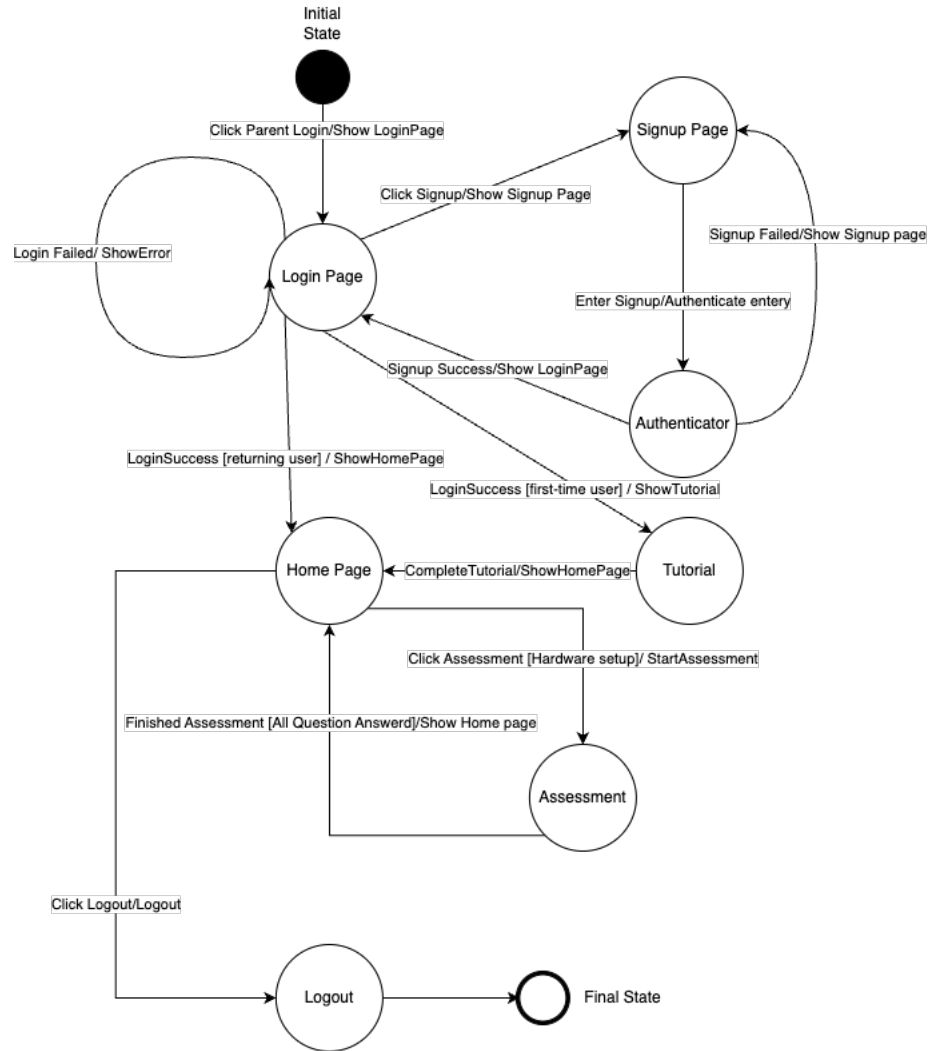 Initial
State
Click Parent Login/Show LoginPage
Signup Page
Click Signup/Show Signup Page
Signup Failed/Show Signup page
Login Failed/ ShowError
Login Page
Enter Signup/Authenticate entery
Signup Success/Show LoginPage
Authenticator
LoginSuccess [returning user] / ShowHomePage
LoginSuccess [first-time user] / ShowTutorial
Home Page
CompleteTutorial/ShowHomePage
Tutorial
Click Assessment [Hardware setup]/ StartAssessment
Finished Assessment [All Question Answerd]/Show Home page
Assessment
Click Logout/Logout
Logout
Final State